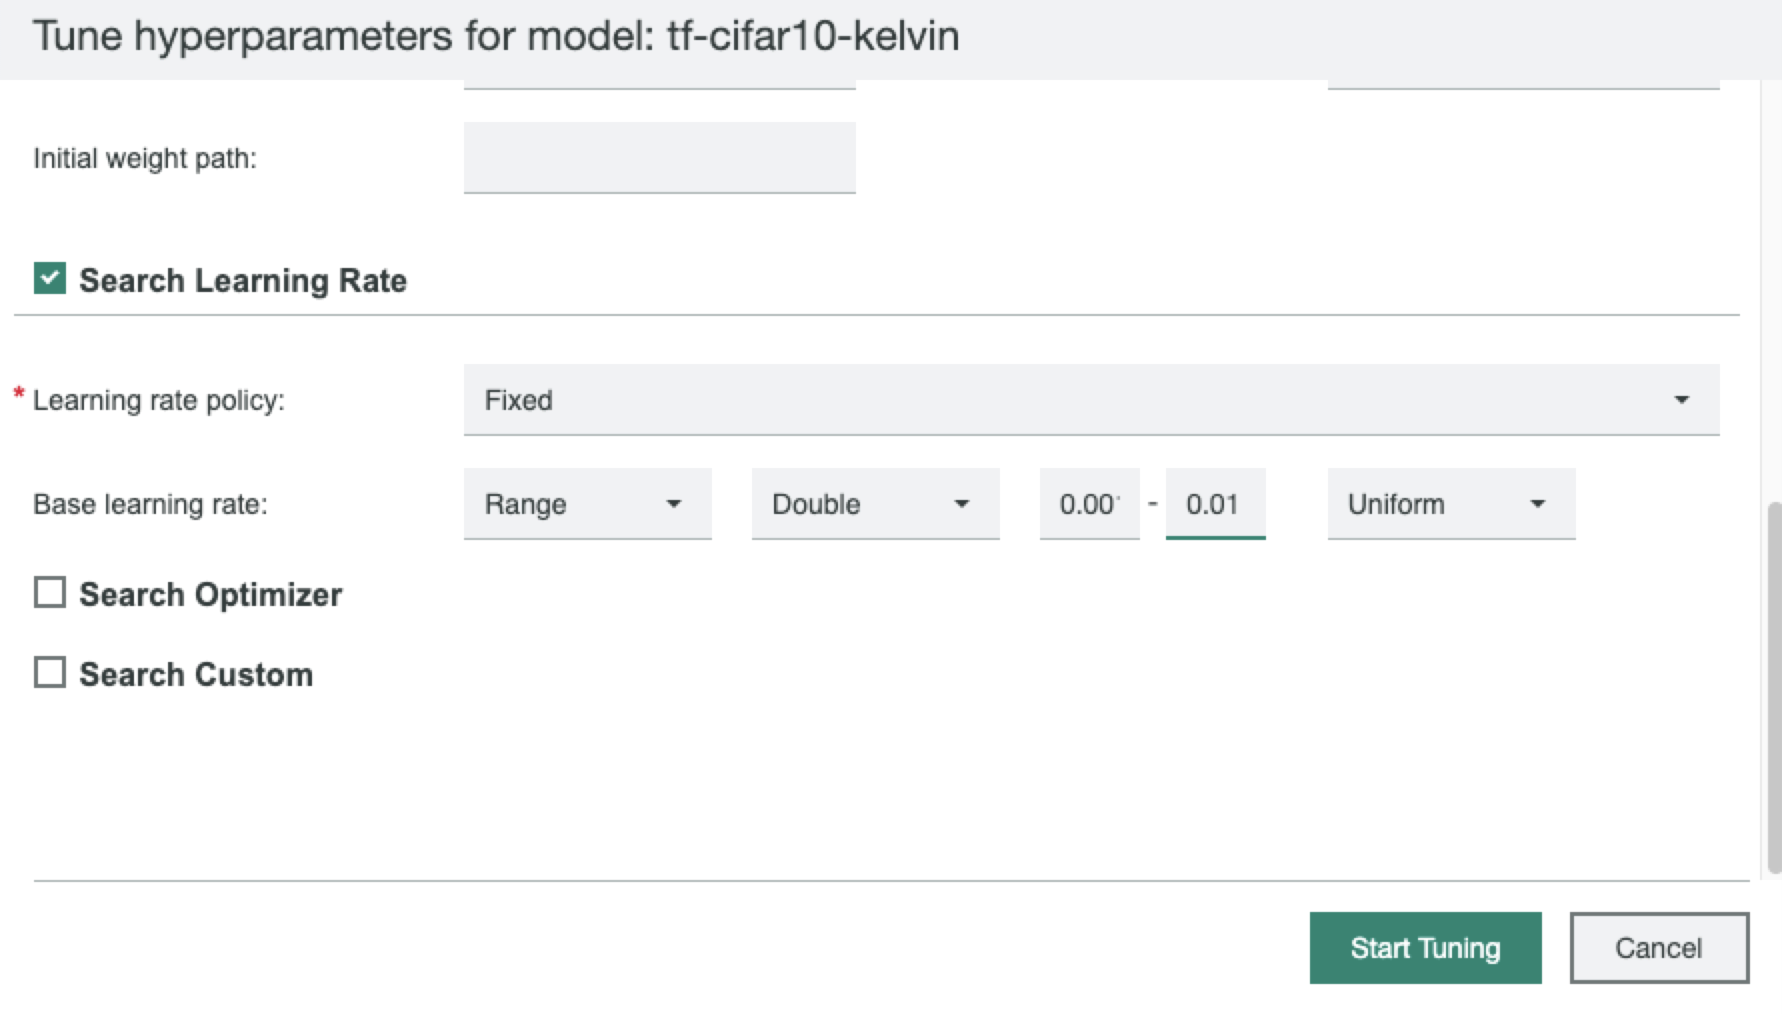 Tune hyperparameters for model: tf-cifar10-kelvin
Initial weight path:
Search Learning Rate
* Learning rate policy: Fixed
Base learning rate: Range Double 0.00 - 0.01 Uniform
Search Optimizer
Search Custom
Start Tuning Cancel